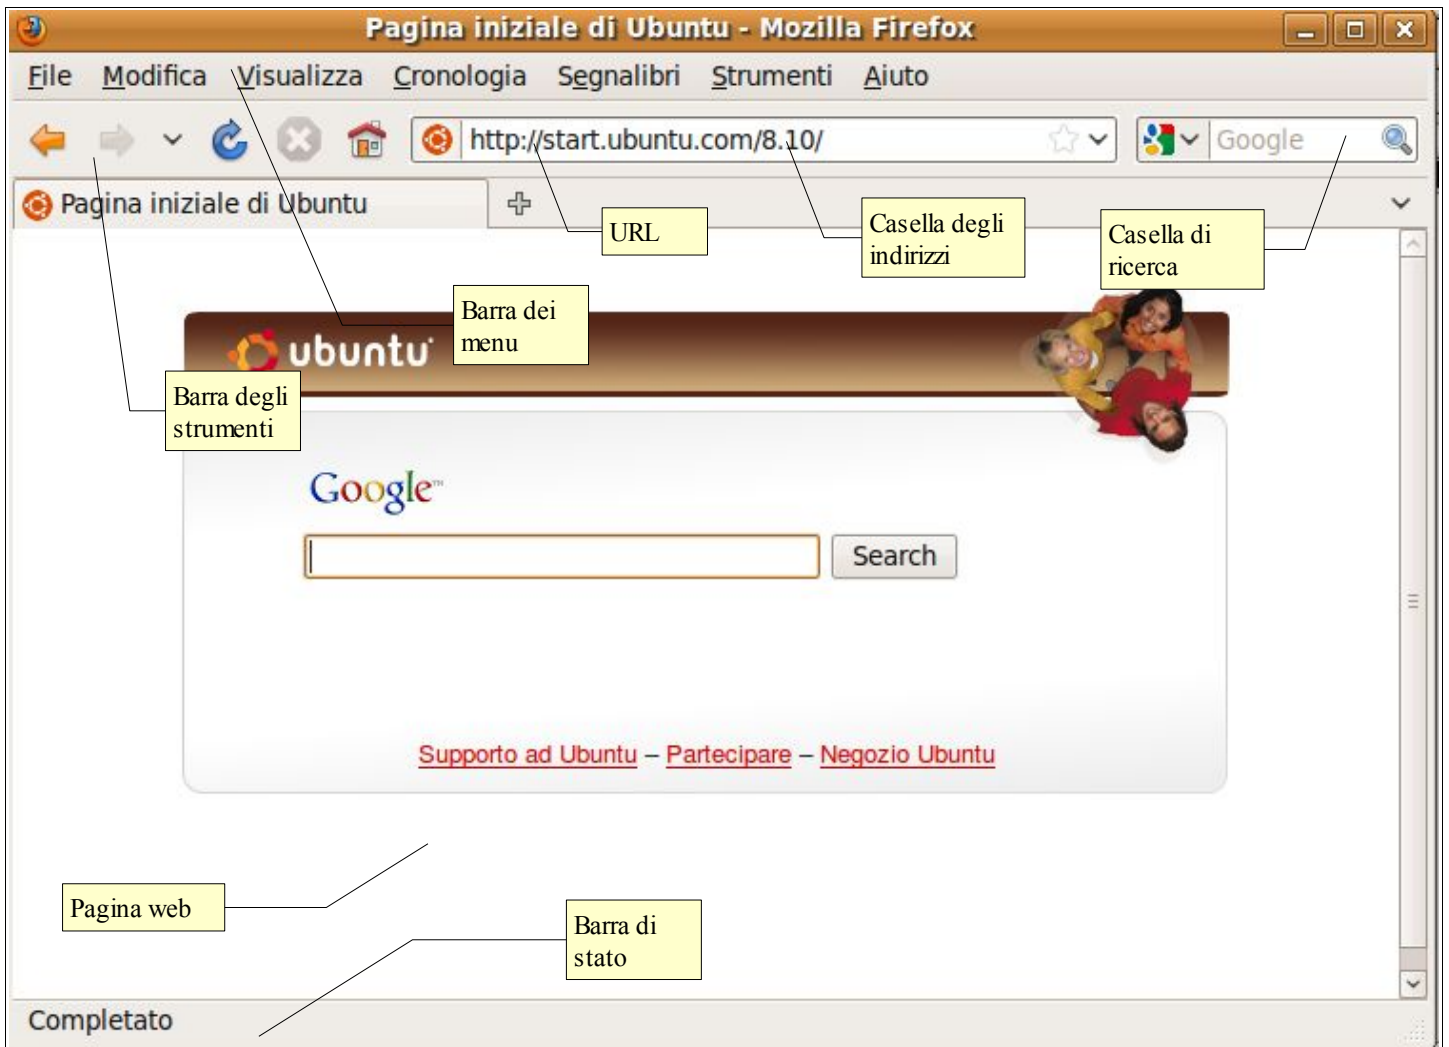 Pagina iniziale di Ubuntu - Mozilla Firefox
File Modifica Visualizza Cronologia Segnalibri Strumenti Aiuto
http://start.ubuntu.com/8.10/ Google
Pagina iniziale di Ubuntu
URL
Casella degli
indirizzi
Casella di
ricerca
Barra dei
menu
ubuntu
Barra degli
strumenti
Google™
Search
Supporto ad Ubuntu – Partecipare – Negozio Ubuntu
Pagina web
Barra di
stato
Completato